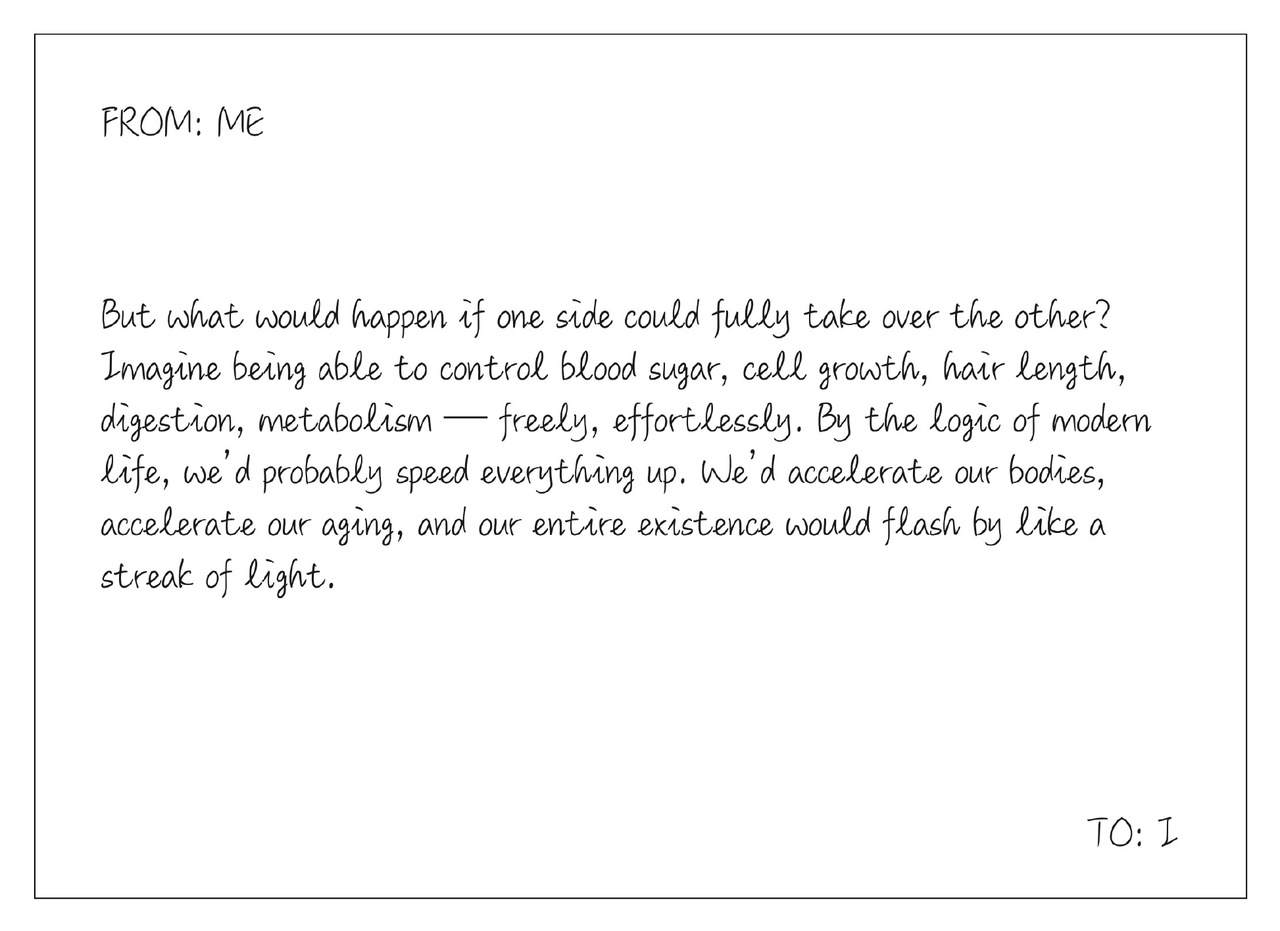 FROM: ME
But what would happen if one side could fully take over the other?
Imagine being able to control blood sugar, cell growth, hair length,
digestion, metabolism — freely, effortlessly. By the logic of modern
life, we’d probably speed everything up. We’d accelerate our bodies,
accelerate our aging, and our entire existence would flash by like a
streak of light.
TO: I